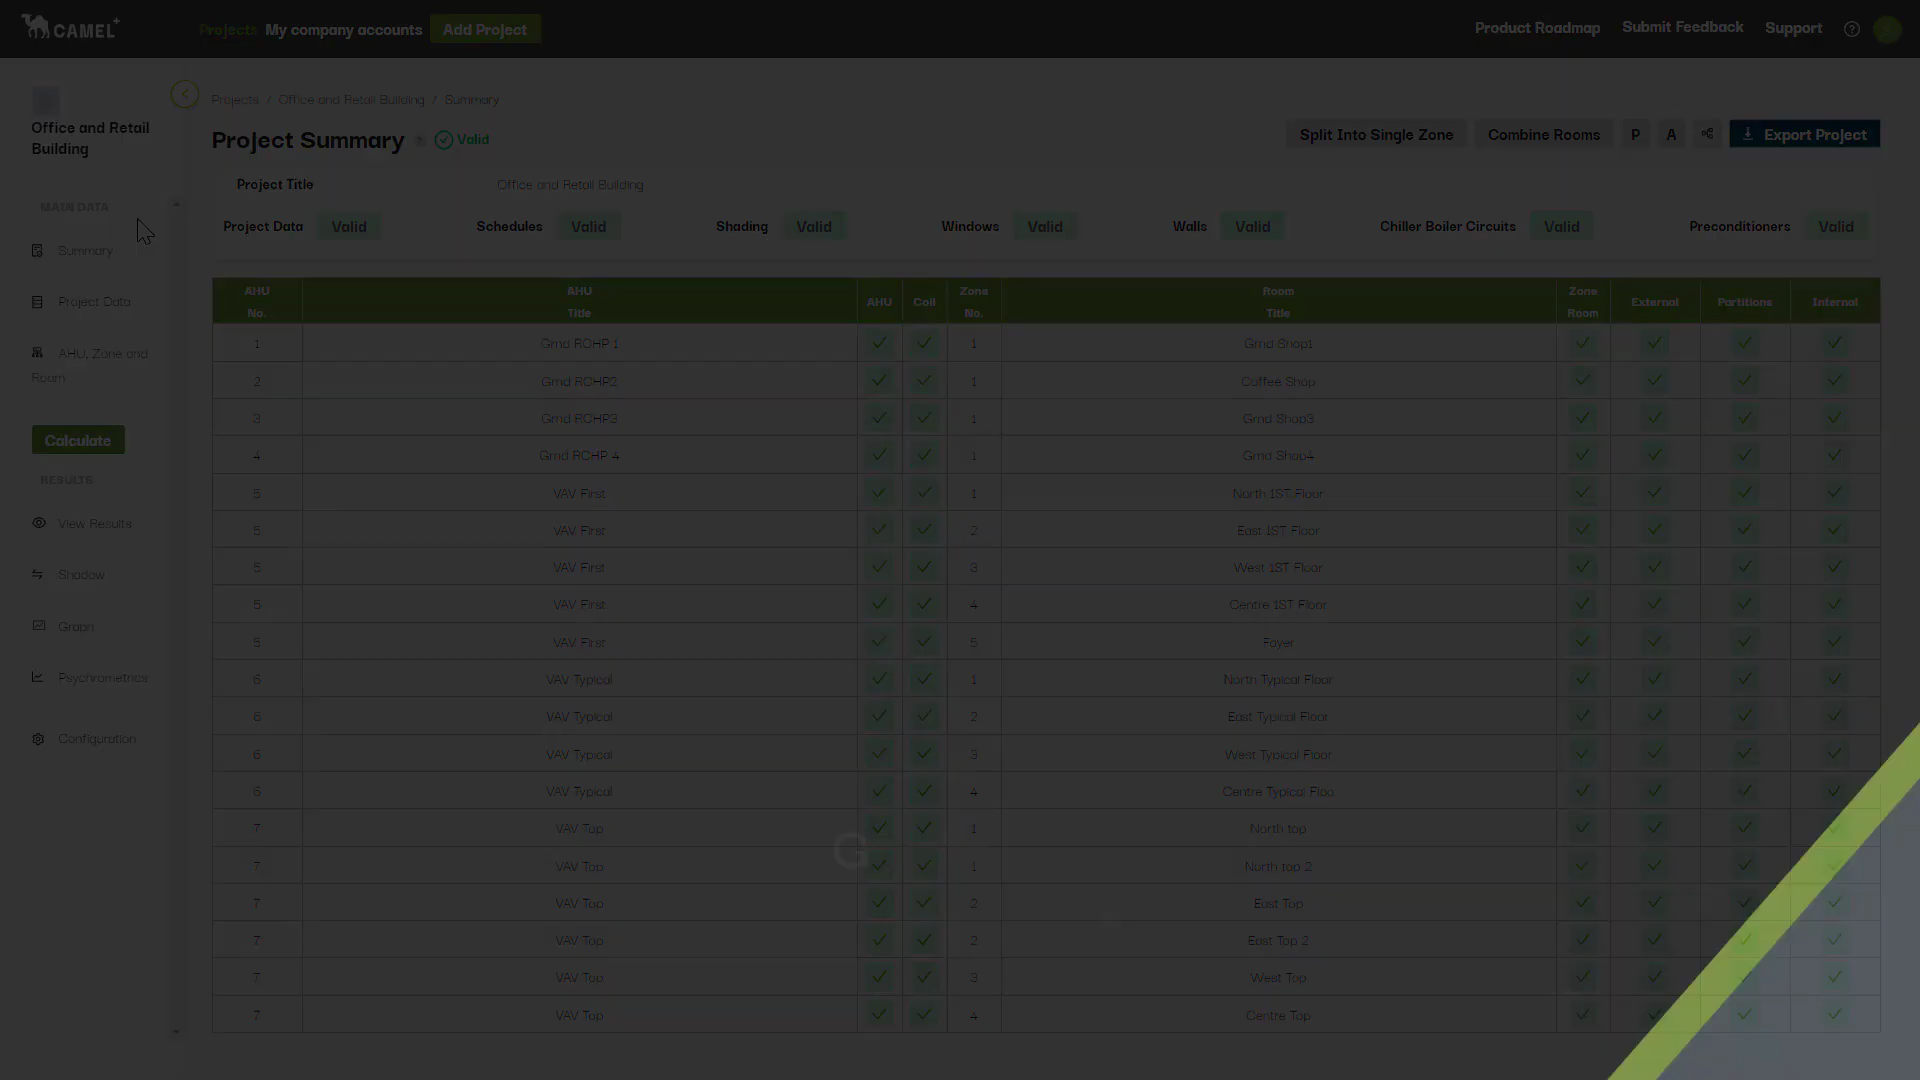 CAMEL+
Projects My company accounts Add Project
Product Roadmap Submit Feedback Support ?
Office and Retail
Building
Projects / Office and Retail Building / Summary
Project Summary Valid
Split Into Single Zone Combine Rooms P A Export Project
Project Title Office and Retail Building
Project Data Valid Schedules Valid Shading Valid Windows Valid Walls Valid Chiller Boiler Circuits Valid Preconditioners Valid
MAIN DATA
Summary
Project Data
AHU, Zone and
Room
Calculate
RESULTS
View Results
Shadow
Graph
Psychrometrics
Configuration
AHU No. AHU Title AHU Coil Zone No. Room Title Zone Room External Partitions Internal
1 Grnd RCHP 1 1 Grnd Shop1
2 Grnd RCHP2 1 Coffee Shop
3 Grnd RCHP3 1 Grnd Shop3
4 Grnd RCHP 4 1 Grnd Shop4
5 VAV First 1 North 1ST Floor
5 VAV First 2 East 1ST Floor
5 VAV First 3 West 1ST Floor
5 VAV First 4 Centre 1ST Floor
5 VAV First 5 Foyer
6 VAV Typical 1 North Typical Floor
6 VAV Typical 2 East Typical Floor
6 VAV Typical 3 West Typical Floor
6 VAV Typical 4 Centre Typical Floo
7 VAV Top 1 North top
7 VAV Top 1 North top 2
7 VAV Top 2 East Top
7 VAV Top 2 East Top 2
7 VAV Top 3 West Top
7 VAV Top 4 Centre Top
G